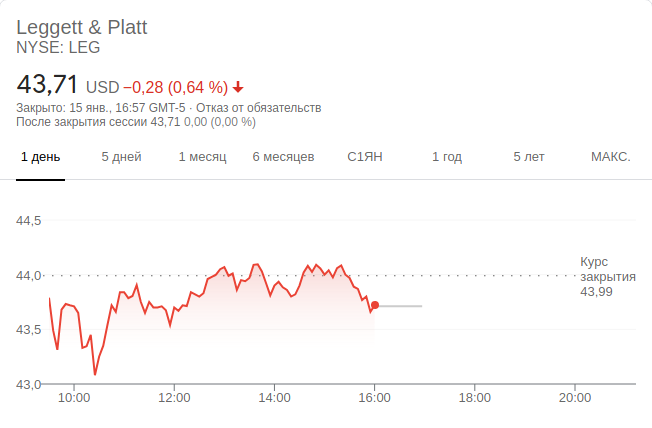 Leggett & Platt
NYSE: LEG
43,71 USD −0,28 (0,64 %)
Закрыто: 15 янв., 16:57 GMT-5 · Отказ от обязательств
После закрытия сессии 43,71 0,00 (0,00 %)
1 день 5 дней 1 месяц 6 месяцев С1ЯН 1 год 5 лет МАКС.
44,5
44,0
43,5
43,0
Курс
закрытия
43,99
10:00 12:00 14:00 16:00 18:00 20:00